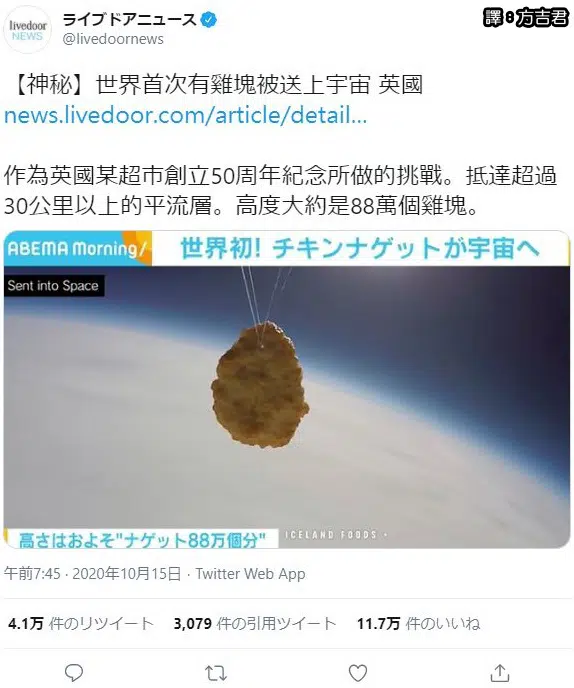 譯：方吉君
livedoor
NEWS
ライブドアニュース
@livedoornews
【神秘】世界首次有雞塊被送上宇宙 英國
news.livedoor.com/article/detail...
作為英國某超市創立50周年紀念所做的挑戰。抵達超過
30公里以上的平流層。高度大約是88萬個雞塊。
ABEMA Morning/
世界初! チキンナゲットが宇宙へ
Sent into Space
高さはおよそ"ナゲット88万個分"
ICELAND FOODS
午前7:45 · 2020年10月15日 · Twitter Web App
4.1万 件のリツイート 3,079 件の引用ツイート 11.7万 件のいいね